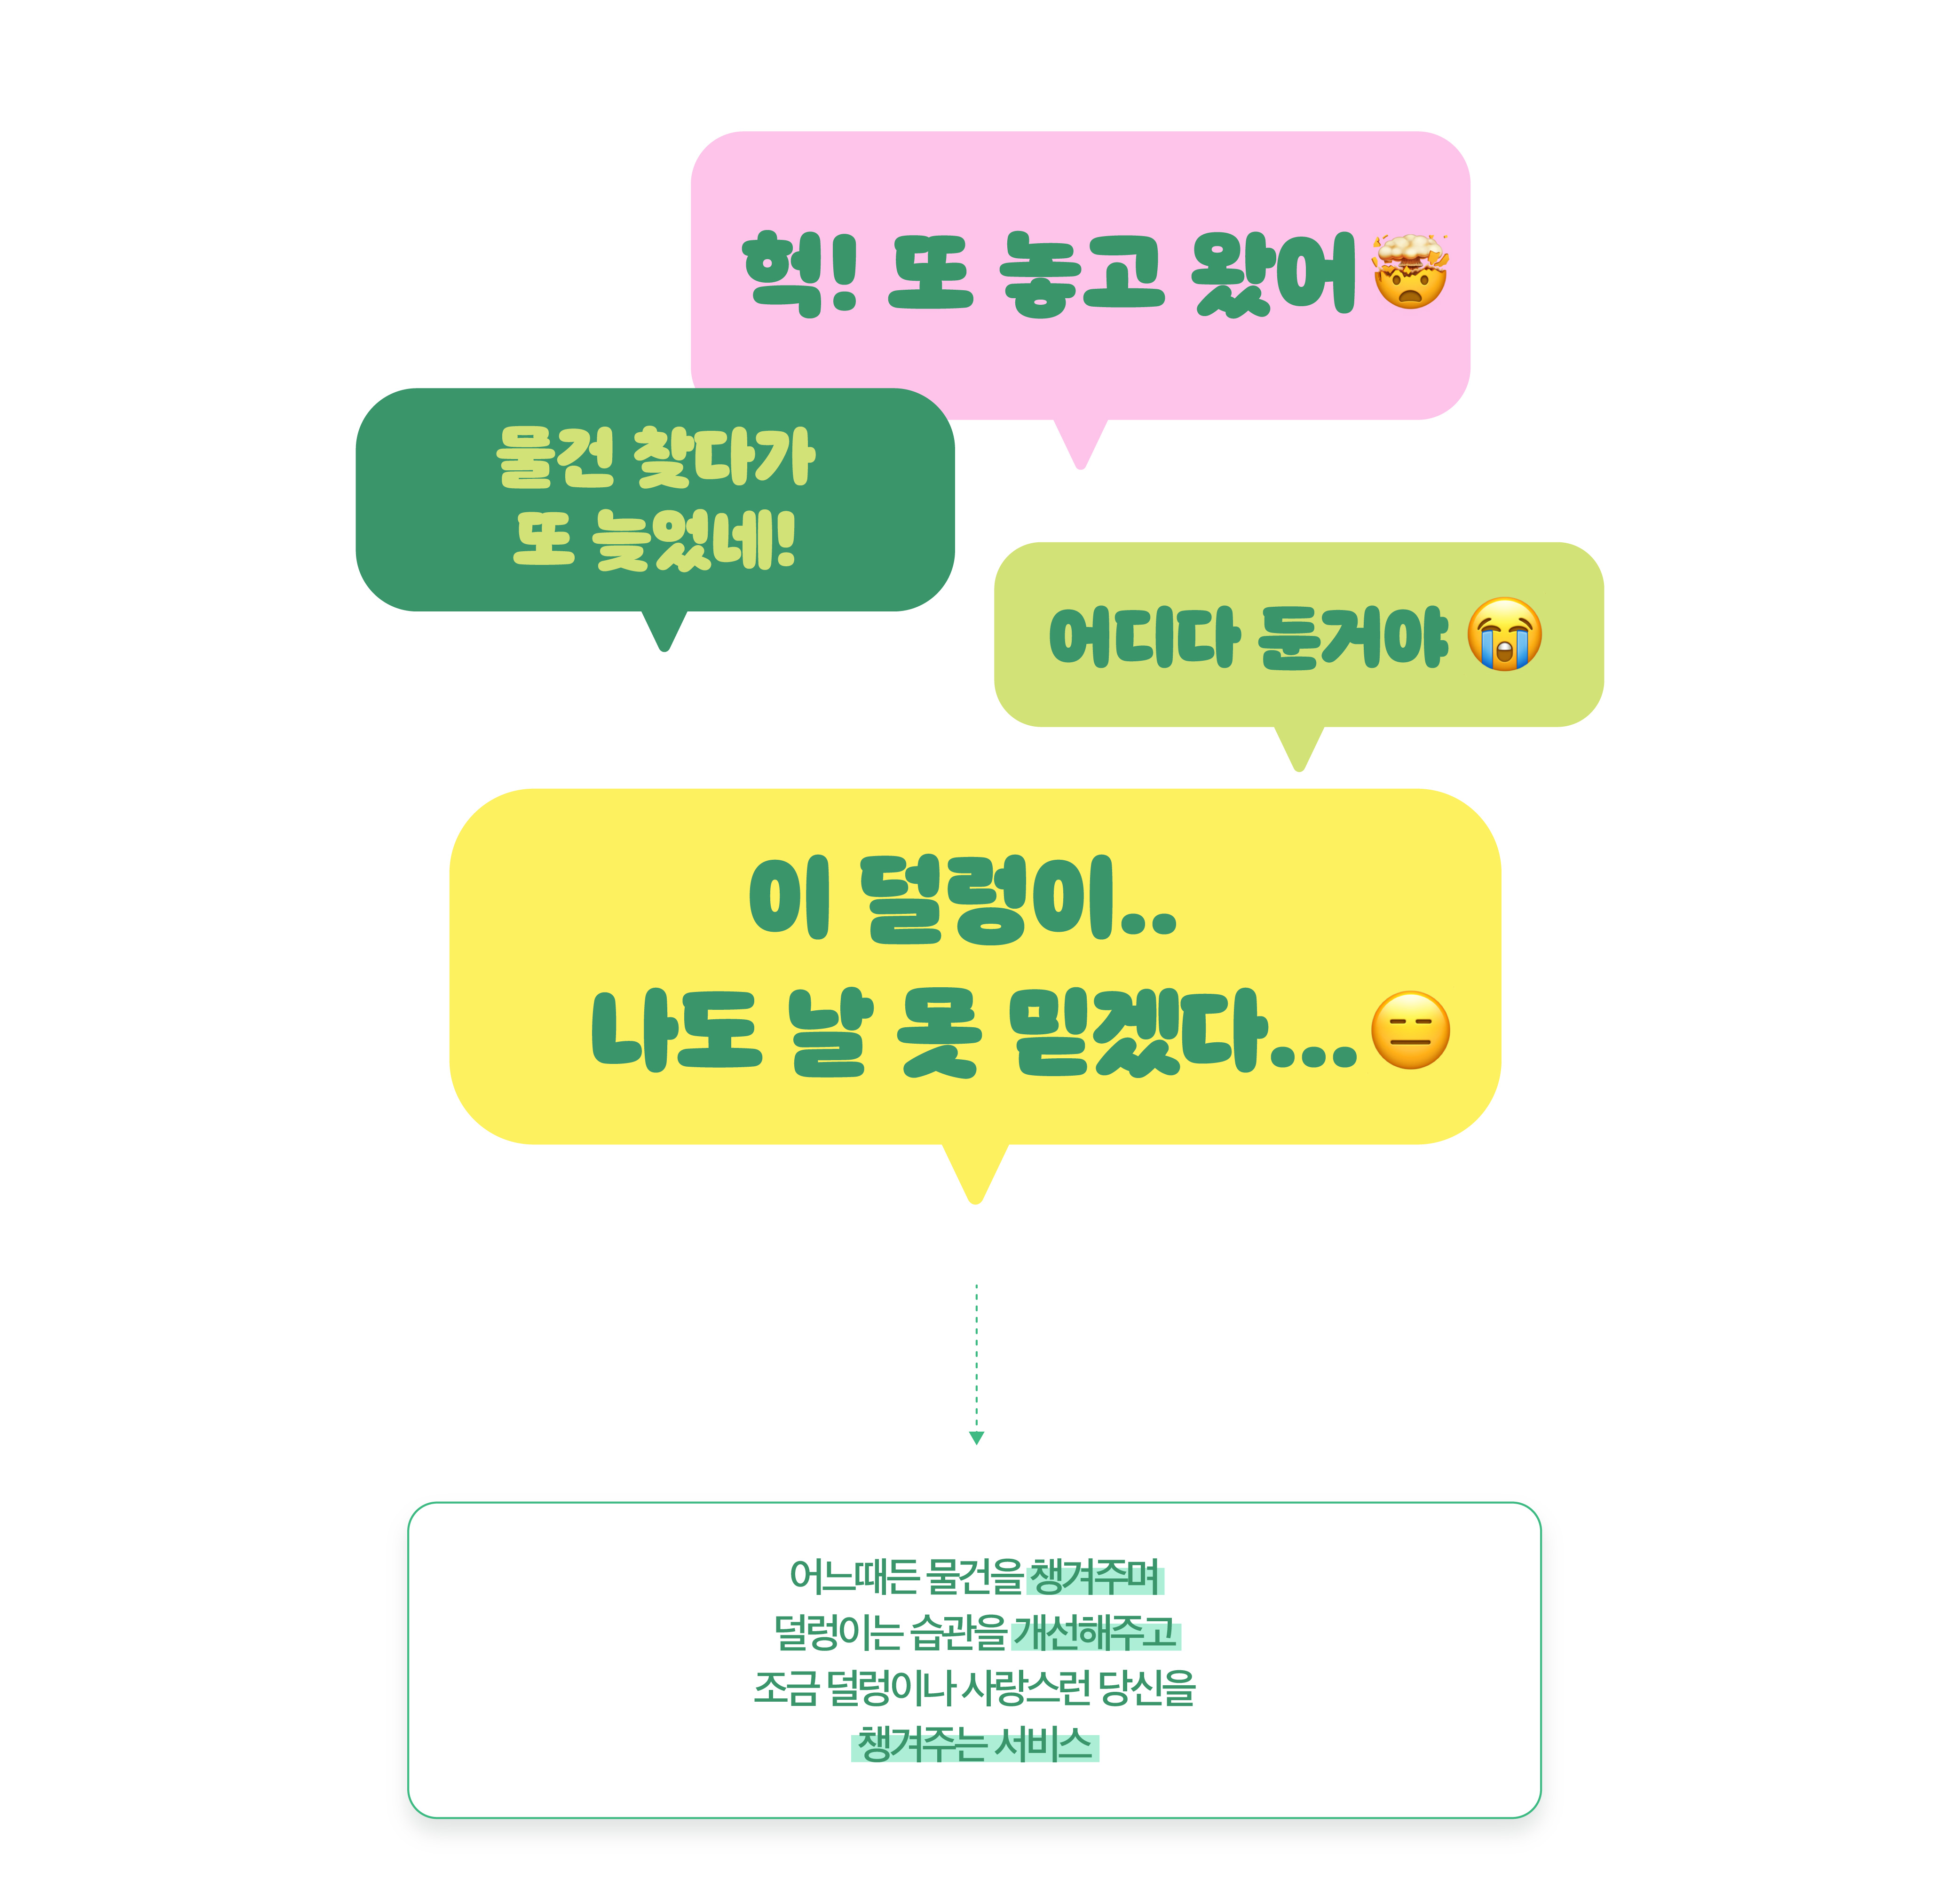 헉! 또 놓고 왔어🤯
물건 찾다가
또 늦었네!
어디다 둔거야 😭
이 덜렁이..
나도 날 못 믿겠다...😑
어느때든 물건을 챙겨주며
덜렁이는 습관을 개선해주고
조금 덜렁이나 사랑스런 당신을
챙겨주는 서비스